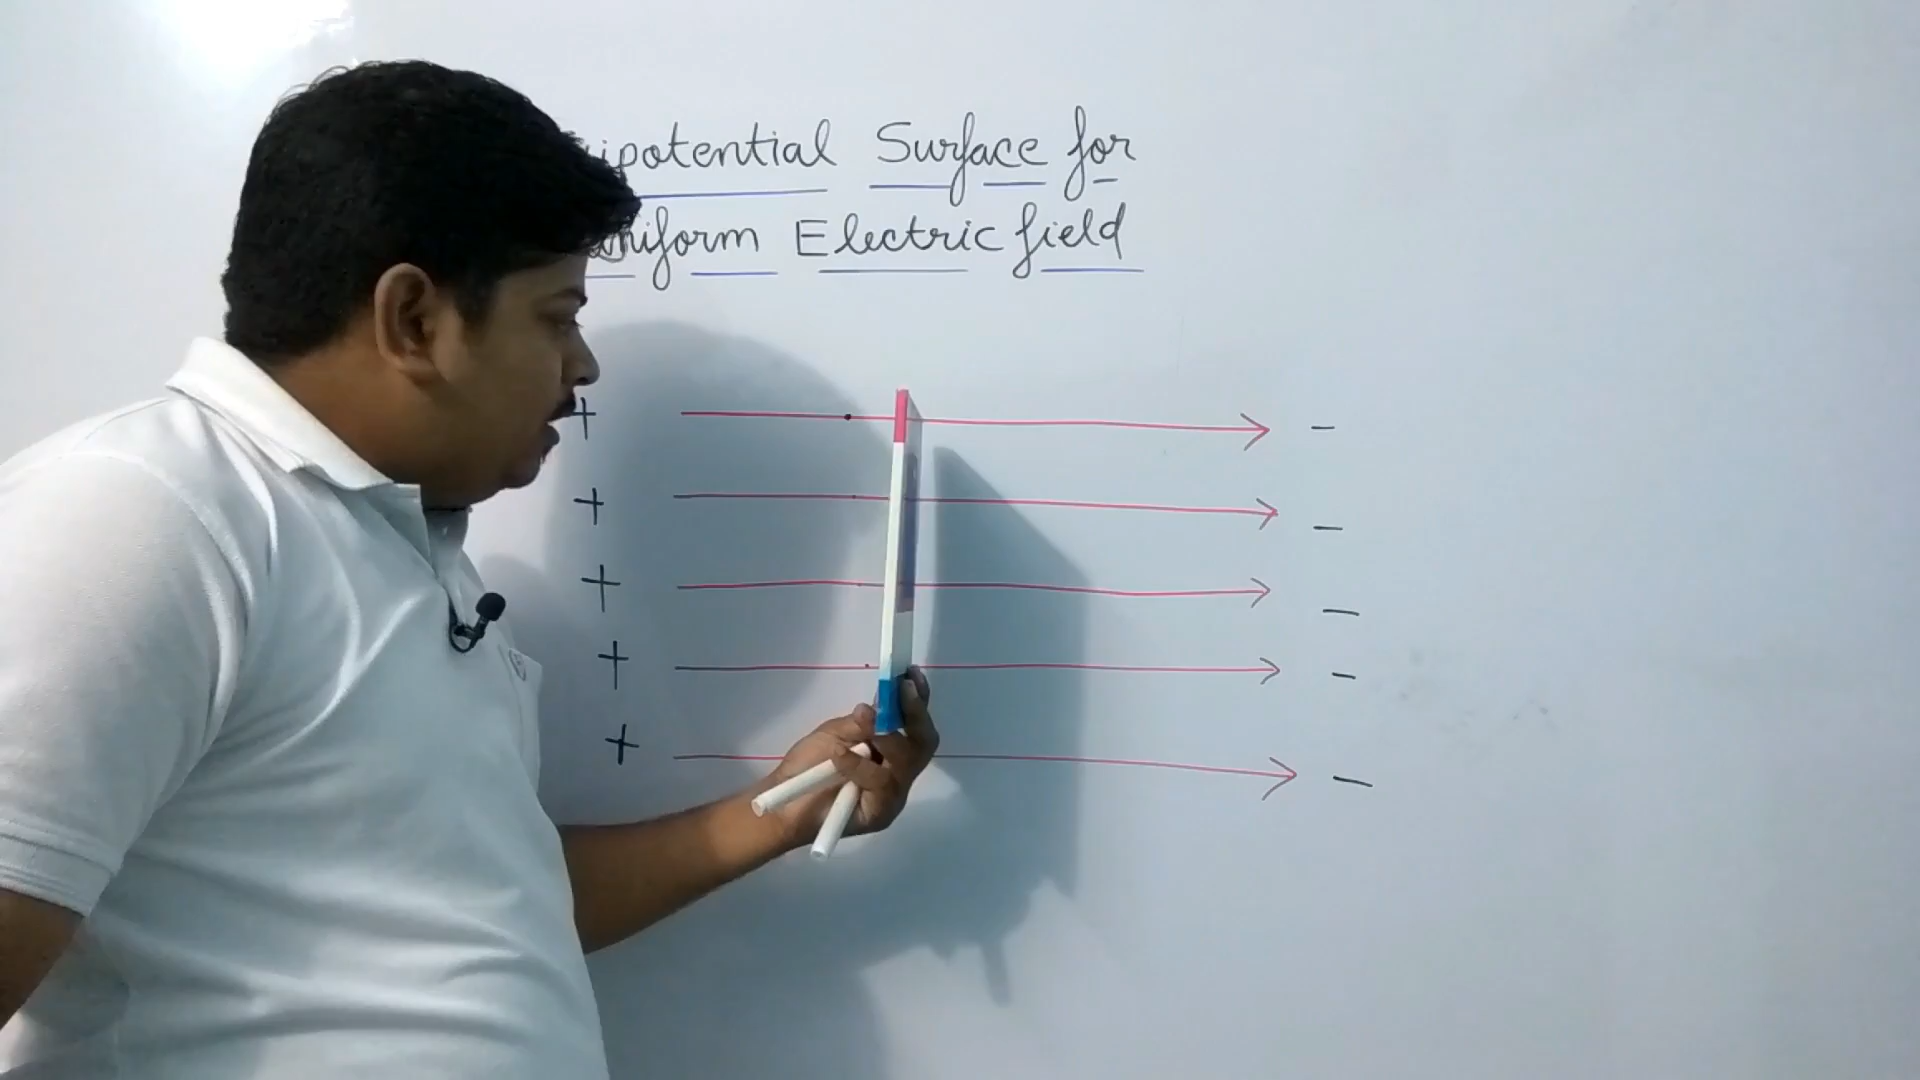 ipotential Surface for
niform Electric field
+ -
+ -
+ -
+ -
+ -